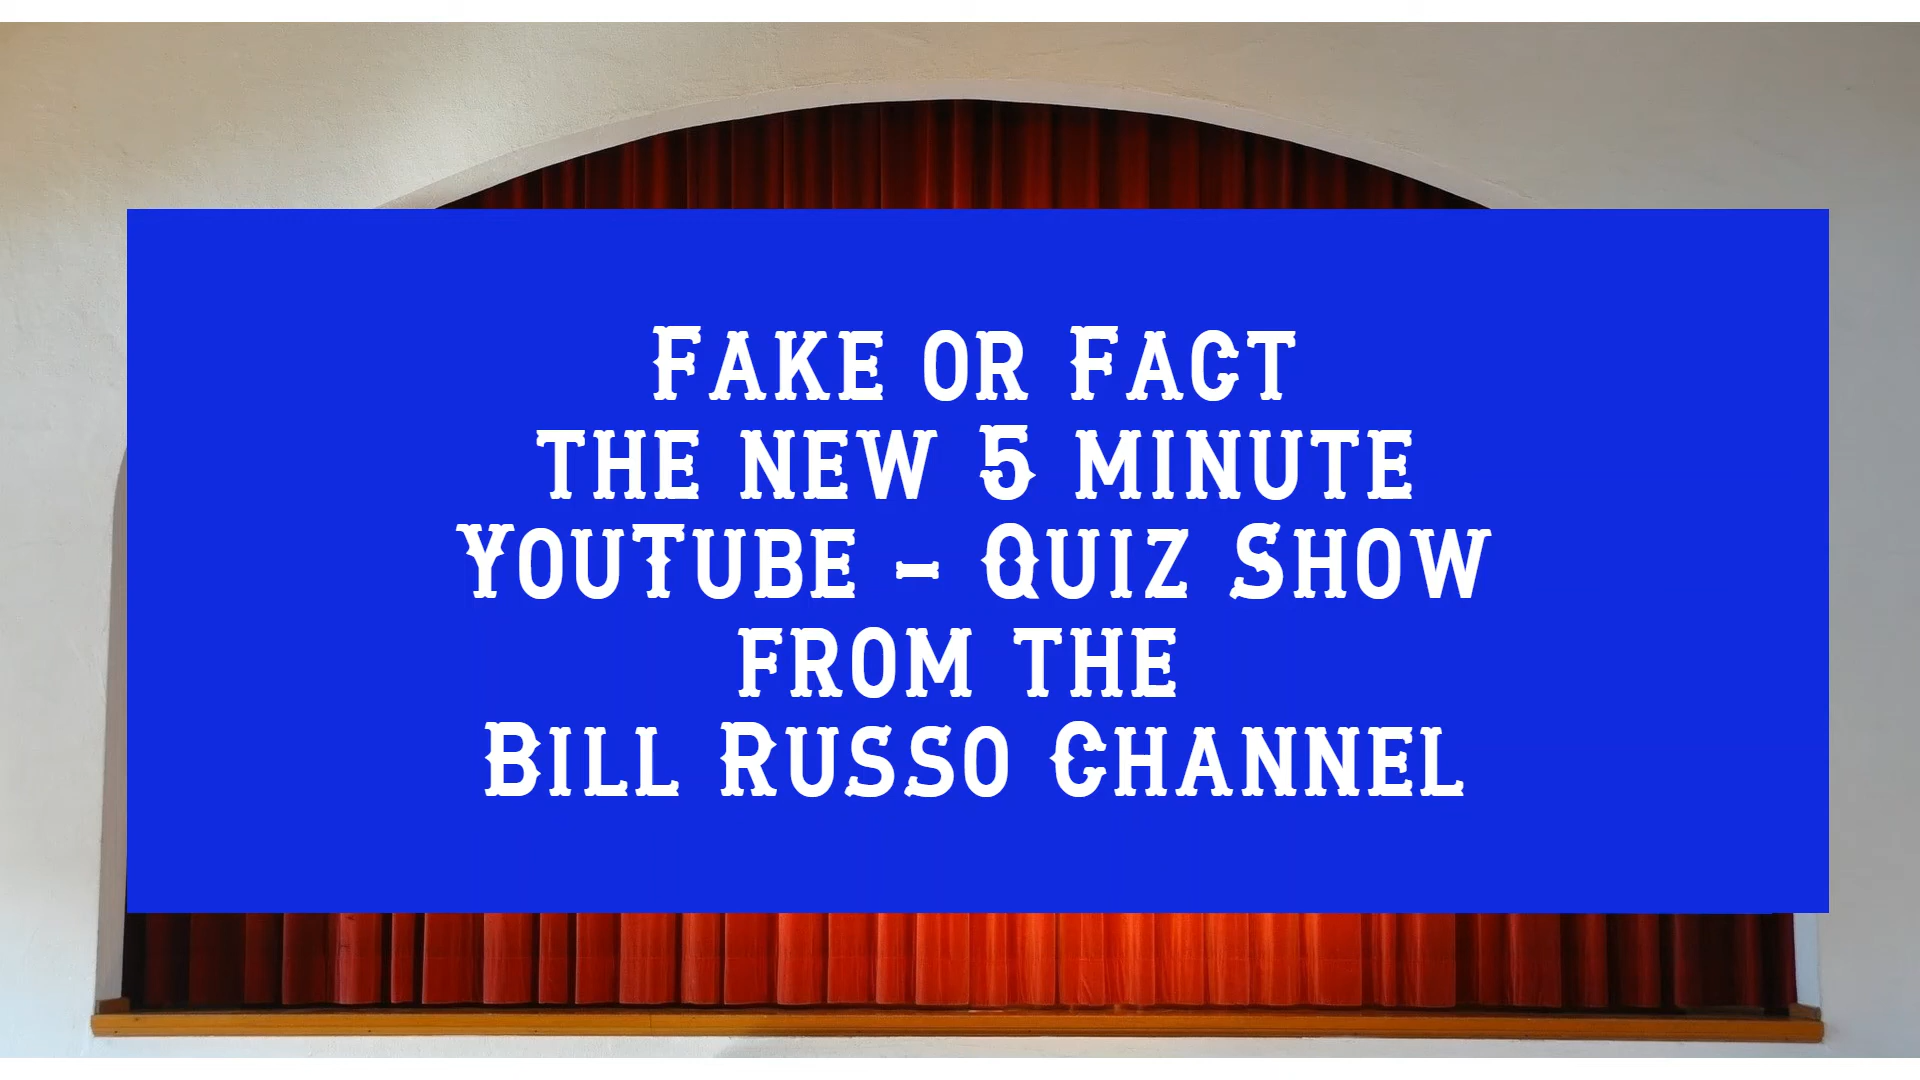 Fake or Fact
the new 5 minute
YouTube - Quiz Show
from the
Bill Russo Channel